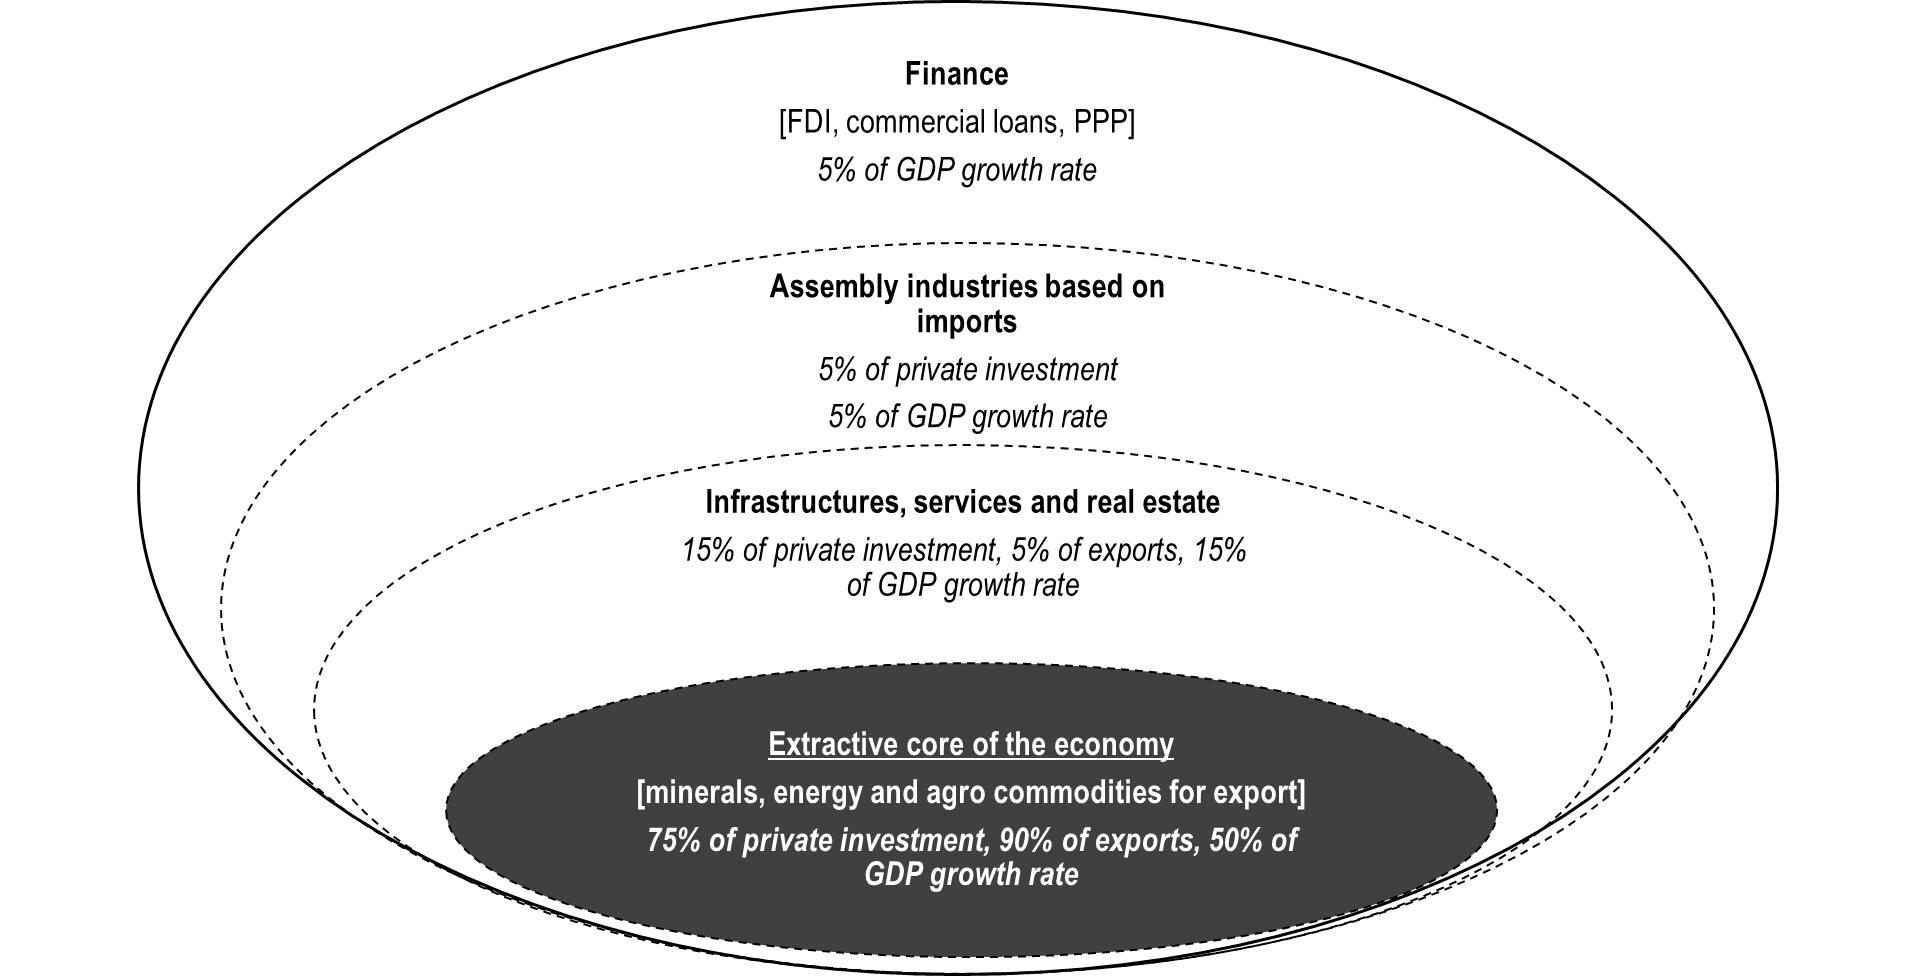 Finance
[FDI, commercial loans, PPP]
5% of GDP growth rate
Assembly industries based on
imports
5% of private investment
5% of GDP growth rate
Infrastructures, services and real estate
15% of private investment, 5% of exports, 15%
of GDP growth rate
Extractive core of the economy
[minerals, energy and agro commodities for export]
75% of private investment, 90% of exports, 50% of
GDP growth rate